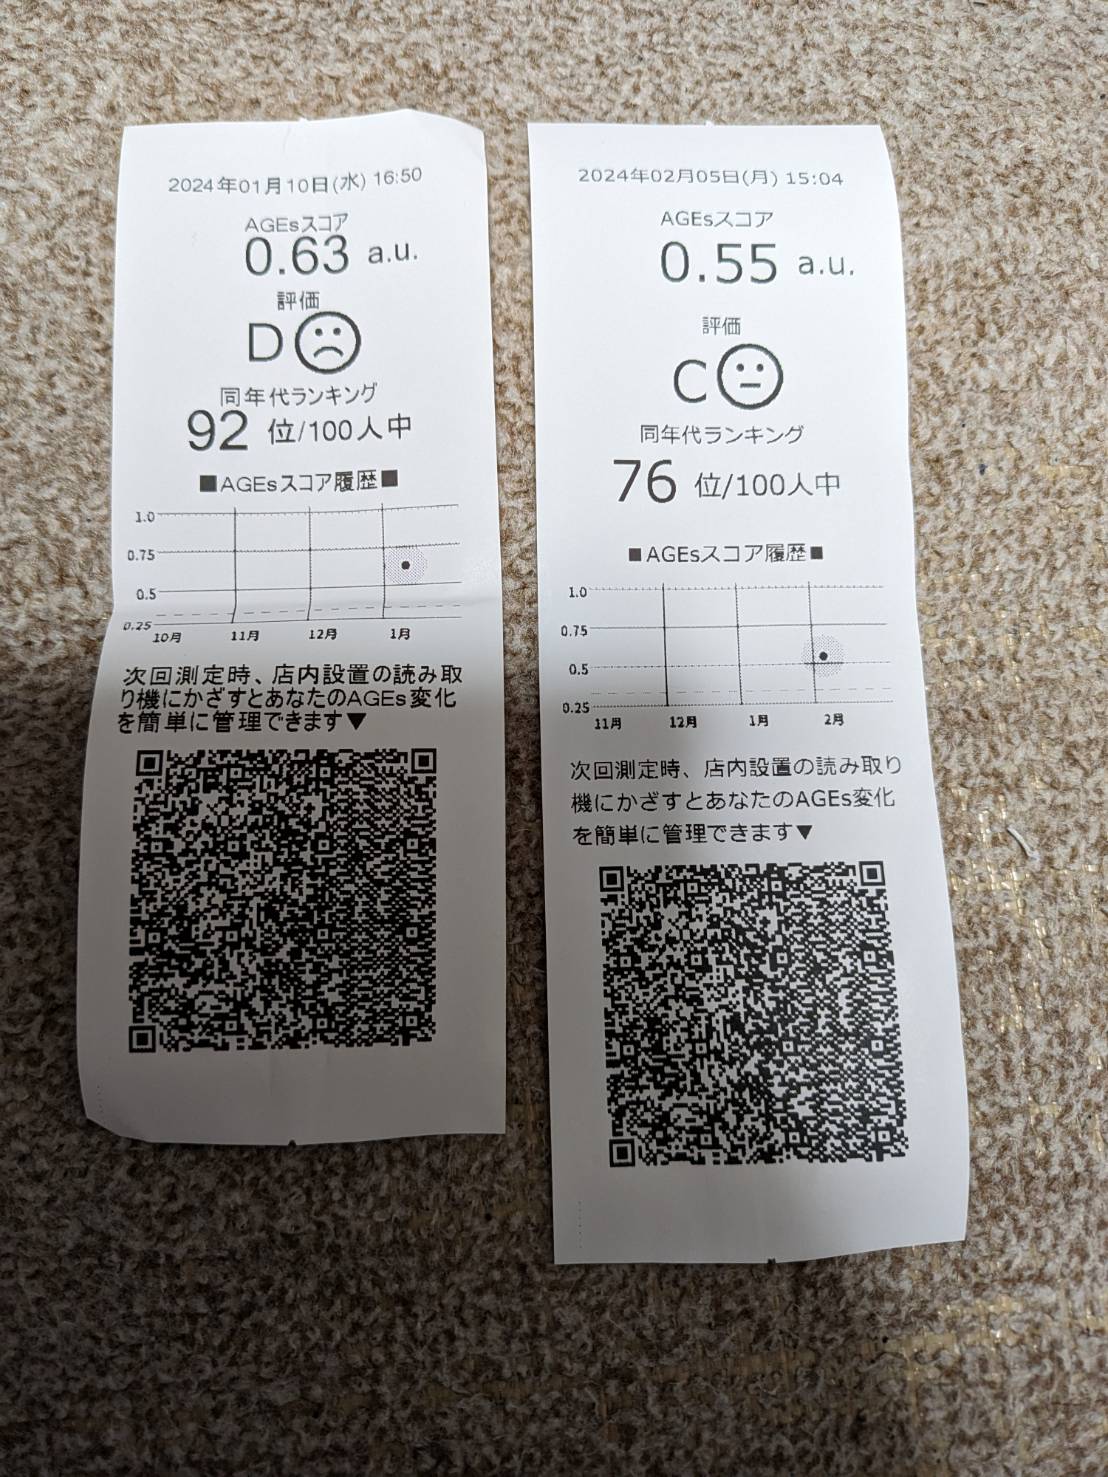 2024年01月10日(水) 16:50
AGEsスコア
0.63 a.u.
評価
D
同年代ランキング
92 位/100人中
■AGEsスコア履歴■
1.0
0.75
0.5
0.25
10月 11月 12月 1月
次回測定時、店内設置の読み取
り機にかざすとあなたのAGEs変化
を簡単に管理できます▼
2024年02月05日(月) 15:04
AGEsスコア
0.55 a.u.
評価
C
同年代ランキング
76 位/100人中
■AGEsスコア履歴■
1.0
0.75
0.5
0.25
11月 12月 1月 2月
次回測定時、店内設置の読み取り
機にかざすとあなたのAGEs変化
を簡単に管理できます▼